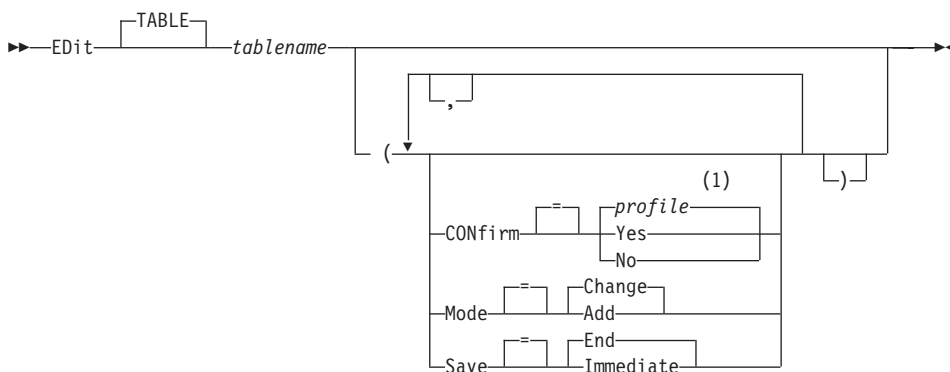 TABLE
EDit tablename
,
(
)
(1)
= profile
CONfirm Yes
No
= Change
Mode Add
= End
Save Immediate